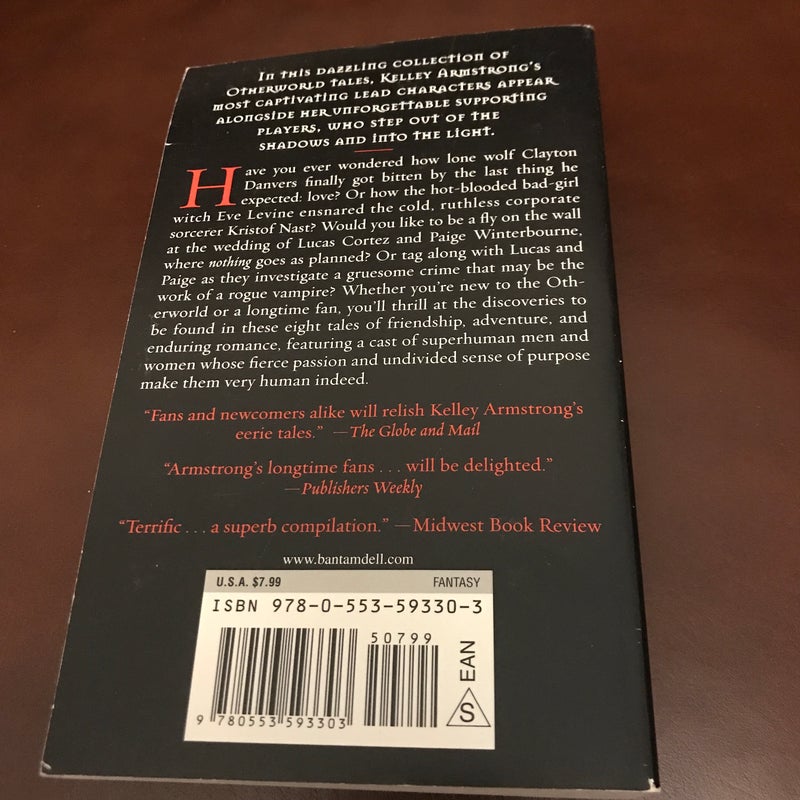 In this dazzling collection of
Otherworld tales, Kelley Armstrong's
most captivating lead characters appear
alongside her unforgettable supporting
players, who step out of the
shadows and into the light.
Have you ever wondered how lone wolf Clayton
Danvers finally got bitten by the last thing he
expected: love? Or how the hot-blooded bad-girl
witch Eve Levine ensnared the cold, ruthless corporate
sorcerer Kristof Nast? Would you like to be a fly on the wall
at the wedding of Lucas Cortez and Paige Winterbourne,
where nothing goes as planned? Or tag along with Lucas and
Paige as they investigate a gruesome crime that may be the
work of a rogue vampire? Whether you're new to the Oth-
erworld or a longtime fan, you'll thrill at the discoveries to
be found in these eight tales of friendship, adventure, and
enduring romance, featuring a cast of superhuman men and
women whose fierce passion and undivided sense of purpose
make them very human indeed.
"Fans and newcomers alike will relish Kelley Armstrong's
eerie tales." —The Globe and Mail
"Armstrong's longtime fans . . . will be delighted."
—Publishers Weekly
"Terrific . . . a superb compilation." —Midwest Book Review
www.bantamdell.com
U.S.A. $7.99 FANTASY
ISBN 978-0-553-59330-3
50799
EAN
S
9 780553 593303